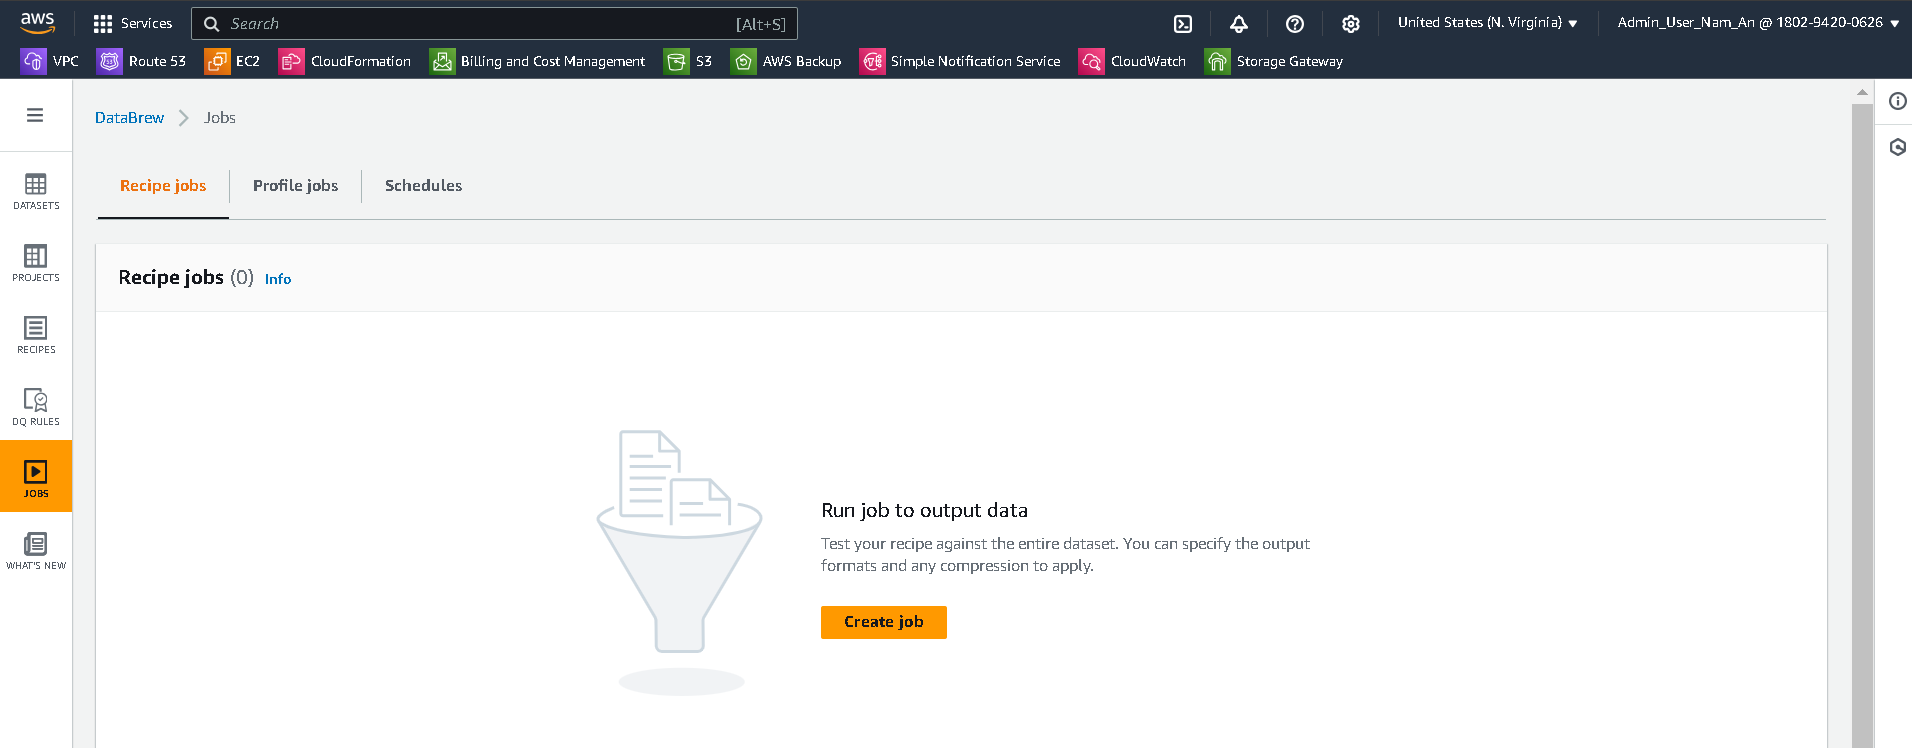 aws Services Search [Alt+S] United States (N. Virginia) Admin_User_Nam_An @ 1802-9420-0626
VPC Route 53 EC2 CloudFormation Billing and Cost Management S3 AWS Backup Simple Notification Service CloudWatch Storage Gateway
DataBrew Jobs
Recipe jobs Profile jobs Schedules
DATASETS
PROJECTS
RECIPES
DQ RULES
JOBS
WHAT'S NEW
Recipe jobs (0) Info
Run job to output data
Test your recipe against the entire dataset. You can specify the output
formats and any compression to apply.
Create job